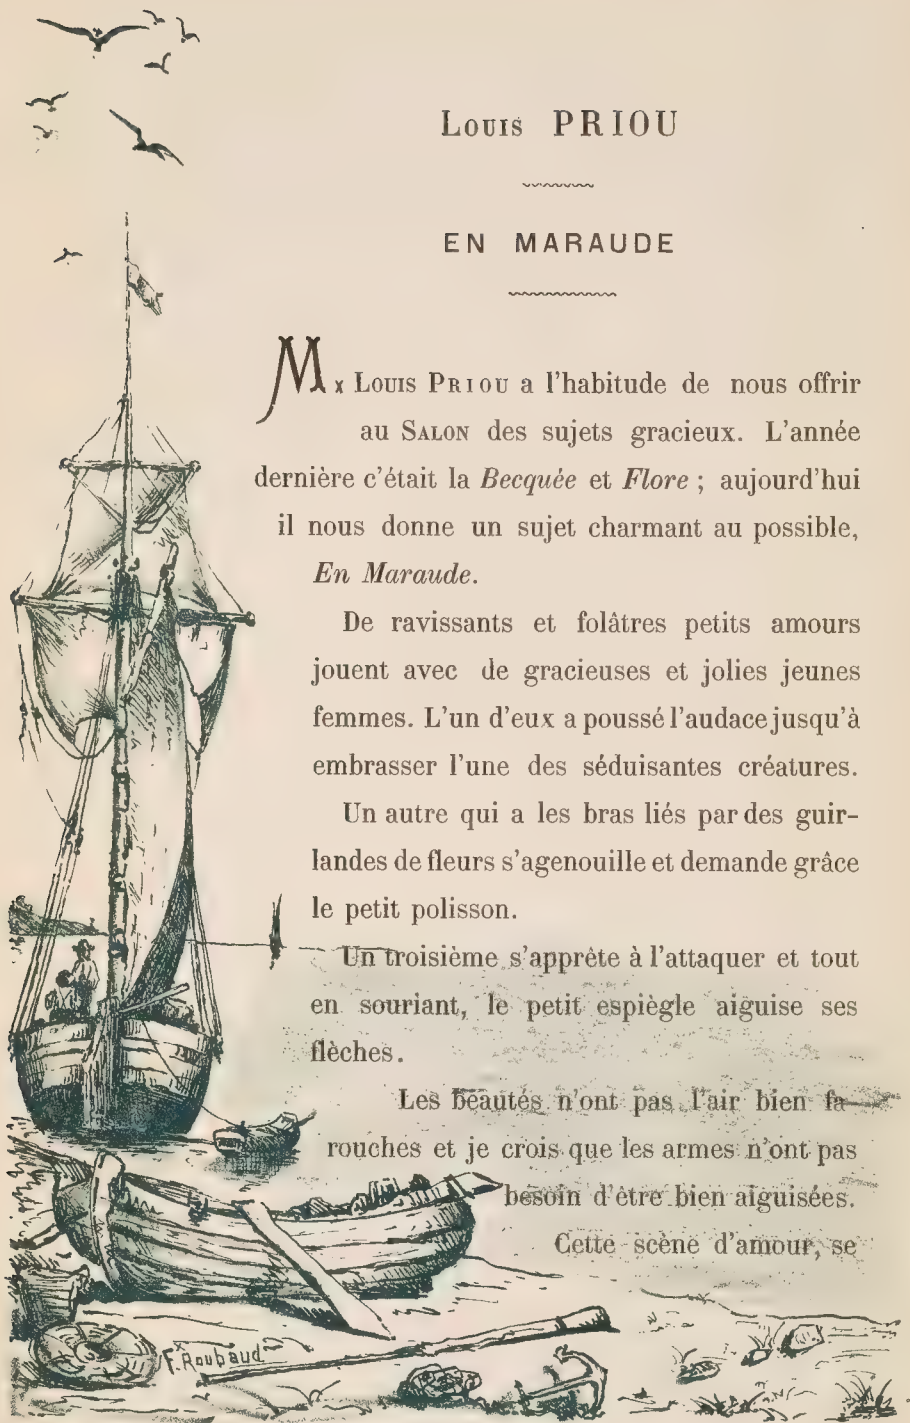 Louis PRIOU
EN MARAUDE
Mx Louis PRIOU a l'habitude de nous offrir
au SALON des sujets gracieux. L'année
dernière c'était la Becquée et Flore ; aujourd'hui
il nous donne un sujet charmant au possible,
En Maraude.
De ravissants et folâtres petits amours
jouent avec de gracieuses et jolies jeunes
femmes. L'un d'eux a poussé l'audace jusqu'à
embrasser l'une des séduisantes créatures.
Un autre qui a les bras liés par des guir-
landes de fleurs s'agenouille et demande grâce
le petit polisson.
Un troisième s'apprête à l'attaquer et tout
en souriant, le petit espiègle aiguise ses
flèches.
Les beautés n'ont pas l'air bien fa-
rouches et je crois que les armes n'ont pas
besoin d'être bien aiguisées.
Cette scène d'amour, se
Fx Roubaud